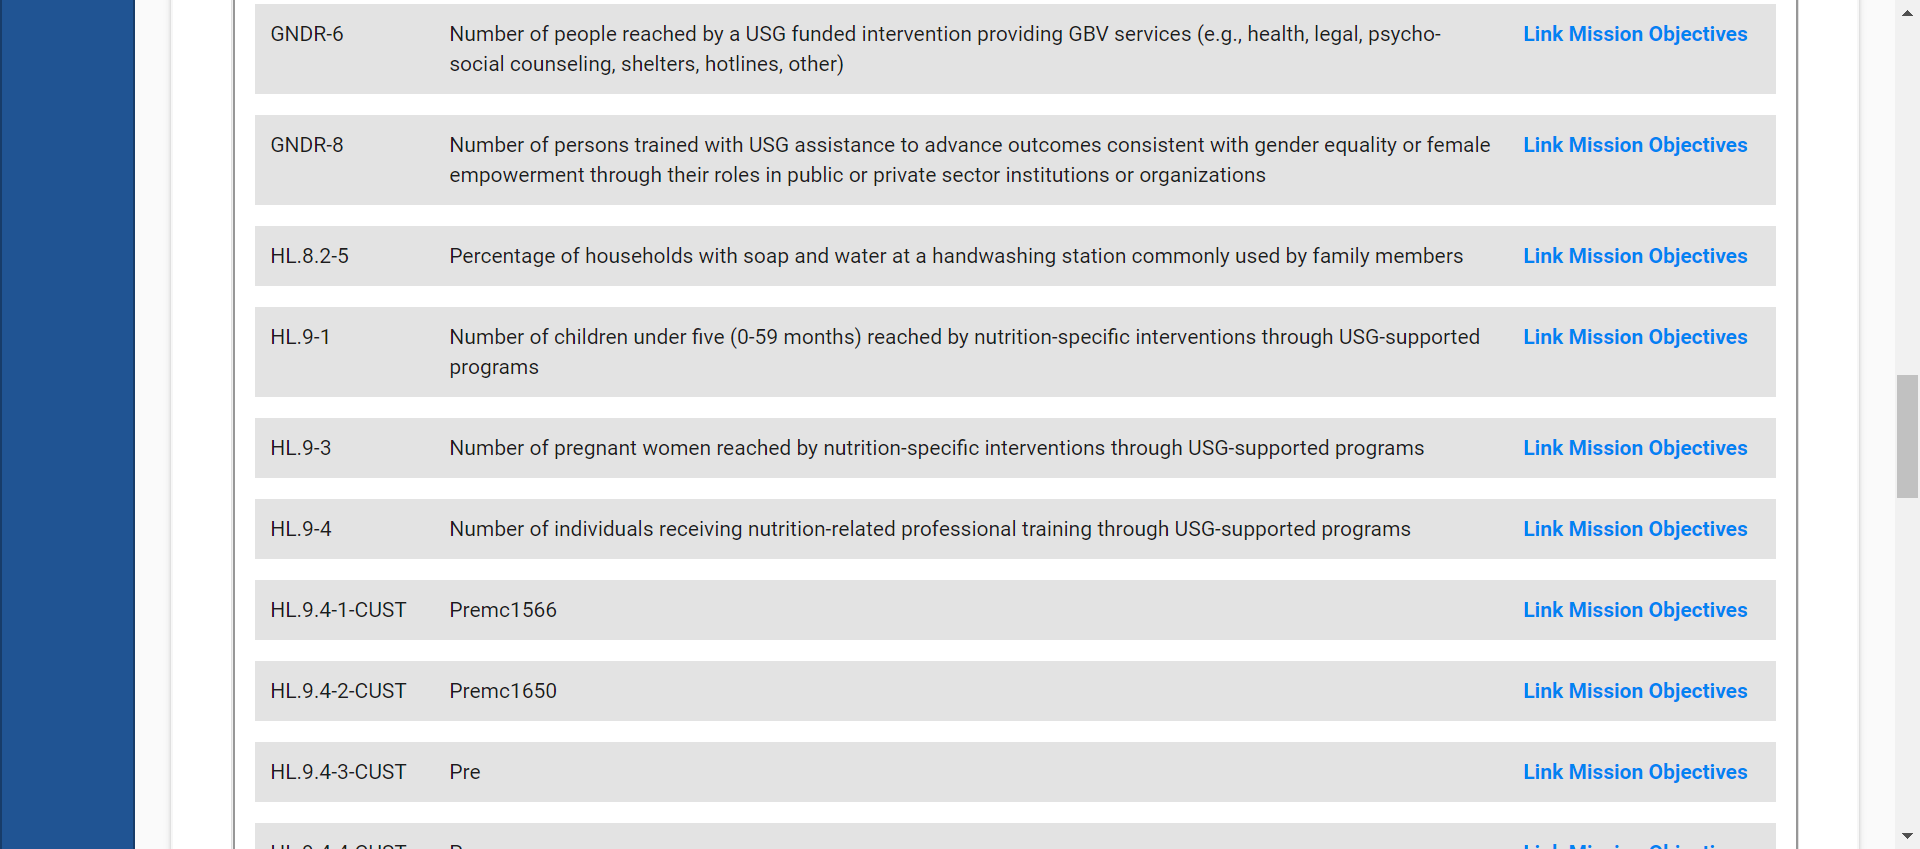 GNDR-6 Number of people reached by a USG funded intervention providing GBV services (e.g., health, legal, psycho- Link Mission Objectives
social counseling, shelters, hotlines, other)
GNDR-8 Number of persons trained with USG assistance to advance outcomes consistent with gender equality or female Link Mission Objectives
empowerment through their roles in public or private sector institutions or organizations
HL.8.2-5 Percentage of households with soap and water at a handwashing station commonly used by family members Link Mission Objectives
HL.9-1 Number of children under five (0-59 months) reached by nutrition-specific interventions through USG-supported Link Mission Objectives
programs
HL.9-3 Number of pregnant women reached by nutrition-specific interventions through USG-supported programs Link Mission Objectives
HL.9-4 Number of individuals receiving nutrition-related professional training through USG-supported programs Link Mission Objectives
HL.9.4-1-CUST Premc1566 Link Mission Objectives
HL.9.4-2-CUST Premc1650 Link Mission Objectives
HL.9.4-3-CUST Pre Link Mission Objectives